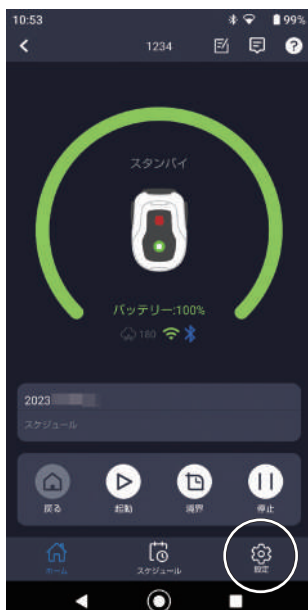 10:53 99%
1234
スタンバイ
バッテリー:100%
180
2023
スケジュール
戻る 起動 境界 停止
ホーム スケジュール 設定